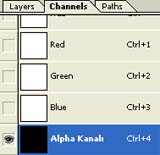 Layers Channels Paths
Red Ctrl+1
Green Ctrl+2
Blue Ctrl+3
Alpha Kanalı Ctrl+4